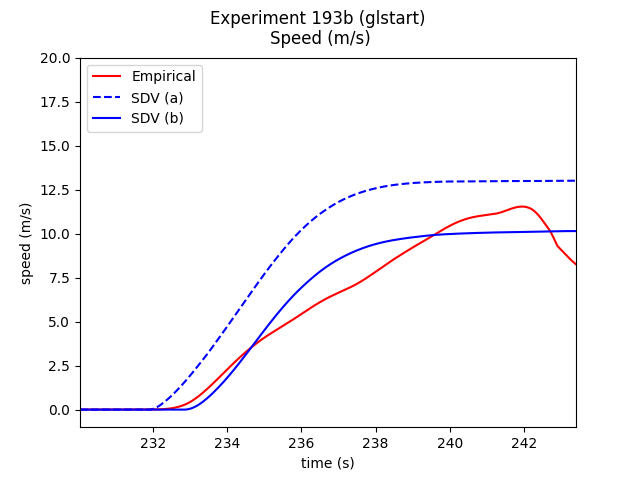 Experiment 193b (glstart)
Speed (m/s)
20.0
17.5
15.0
12.5
10.0
7.5
5.0
2.5
0.0
speed (m/s)
Empirical
SDV (a)
SDV (b)
232
234
236
238
240
242
time (s)